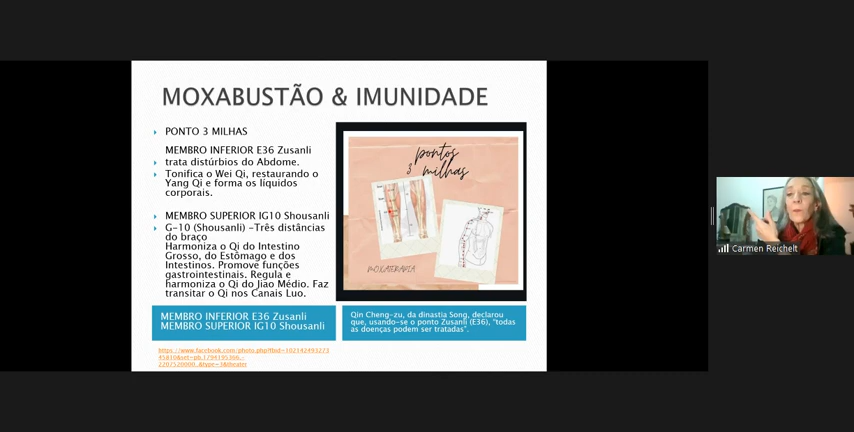 MOXABUSTÃO & IMUNIDADE
PONTO 3 MILHAS
MEMBRO INFERIOR E36 Zusanli
trata distúrbios do Abdome.
Tonifica o Wei Qi, restaurando o
Yang Qi e forma os líquidos
corporais.
MEMBRO SUPERIOR IG10 Shousanli
G-10 (Shousanli) -Três distâncias
do braço
Harmoniza o Qi do Intestino
Grosso, do Estômago e dos
Intestinos. Promove funções
gastrointestinais. Regula e
harmoniza o Qi do Jiao Médio. Faz
transitar o Qi nos Canais Luo.
pontos
3 milhas
MOXATERAPIA
MEMBRO INFERIOR E36 Zusanli
MEMBRO SUPERIOR IG10 Shousanli
Qin Cheng-zu, da dinastia Song, declarou
que, usando-se o ponto Zusanli (E36), "todas
as doenças podem ser tratadas".
Carmen Reichelt